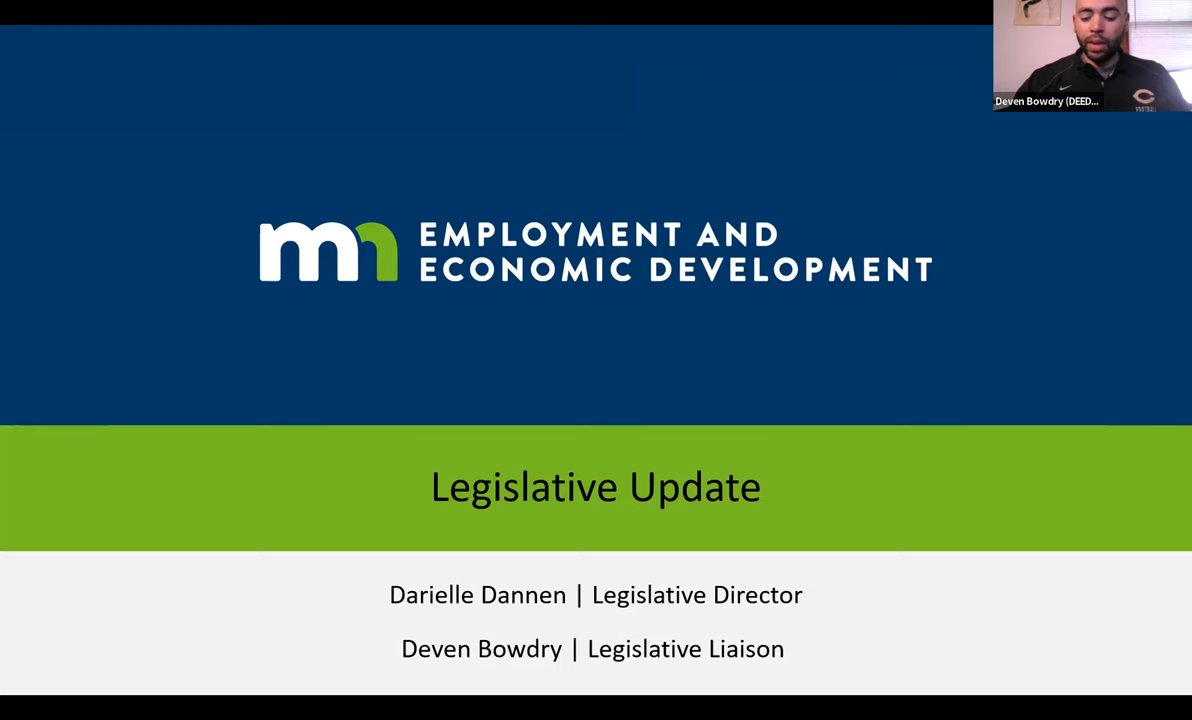 Deven Bowdry (DEED...
mn
EMPLOYMENT AND
ECONOMIC DEVELOPMENT
Legislative Update
Darielle Dannen | Legislative Director
Deven Bowdry | Legislative Liaison